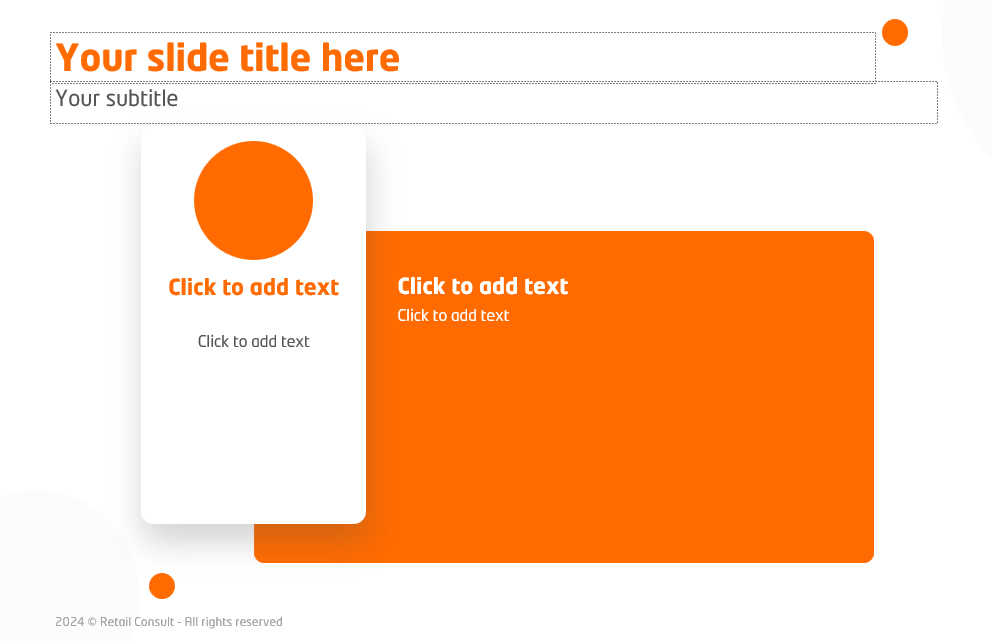 Your slide title here
Your subtitle
Click to add text
Click to add text
Click to add text
Click to add text
2024 © Retail Consult - All rights reserved